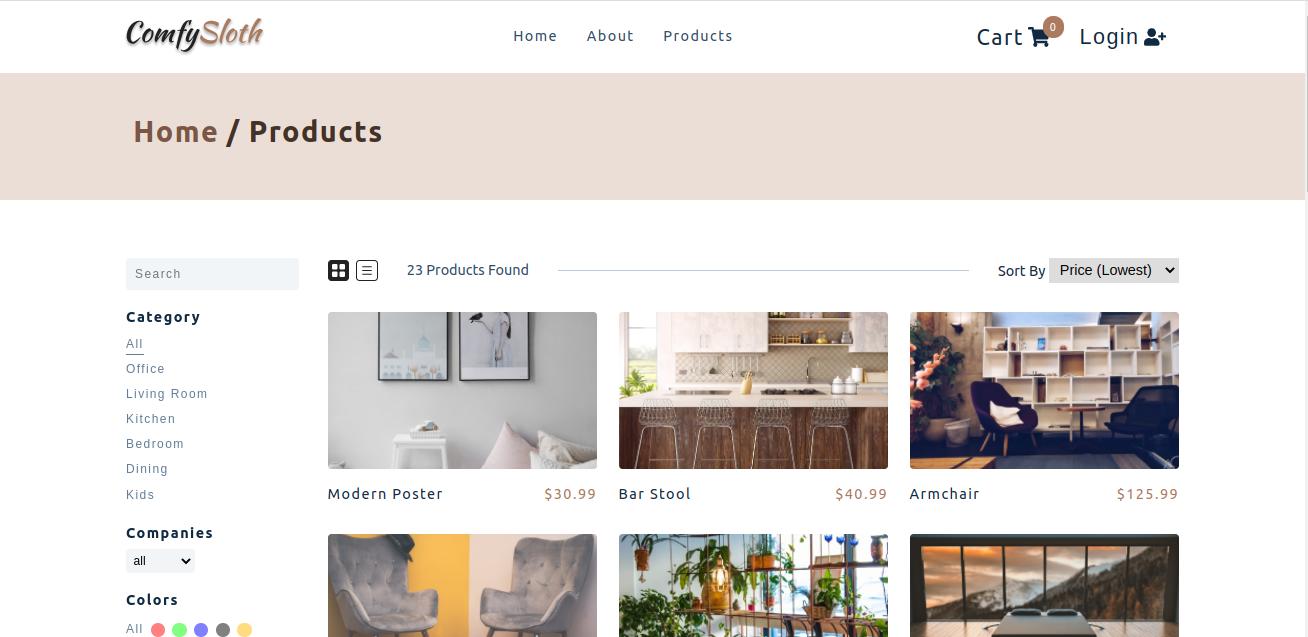 ComfySloth
Home About Products
Cart 0 Login
Home / Products
Search
Category
All
Office
Living Room
Kitchen
Bedroom
Dining
Kids
Companies
all
Colors
All
23 Products Found
Sort By Price (Lowest)
Modern Poster $30.99
Bar Stool $40.99
Armchair $125.99